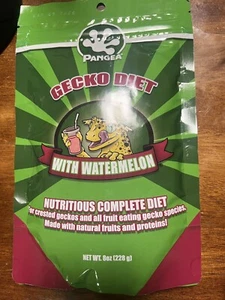 PANGEA
GECKO DIET
WITH WATERMELON
NUTRITIOUS COMPLETE DIET
for crested geckos and all fruit eating gecko species.
Made with natural fruits and proteins!
NET WT. 8oz (228 g)